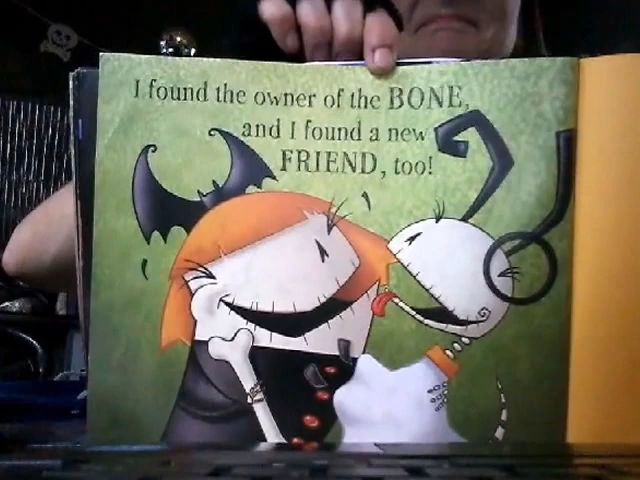 I found the owner of the BONE,
and I found a new
FRIEND, too!